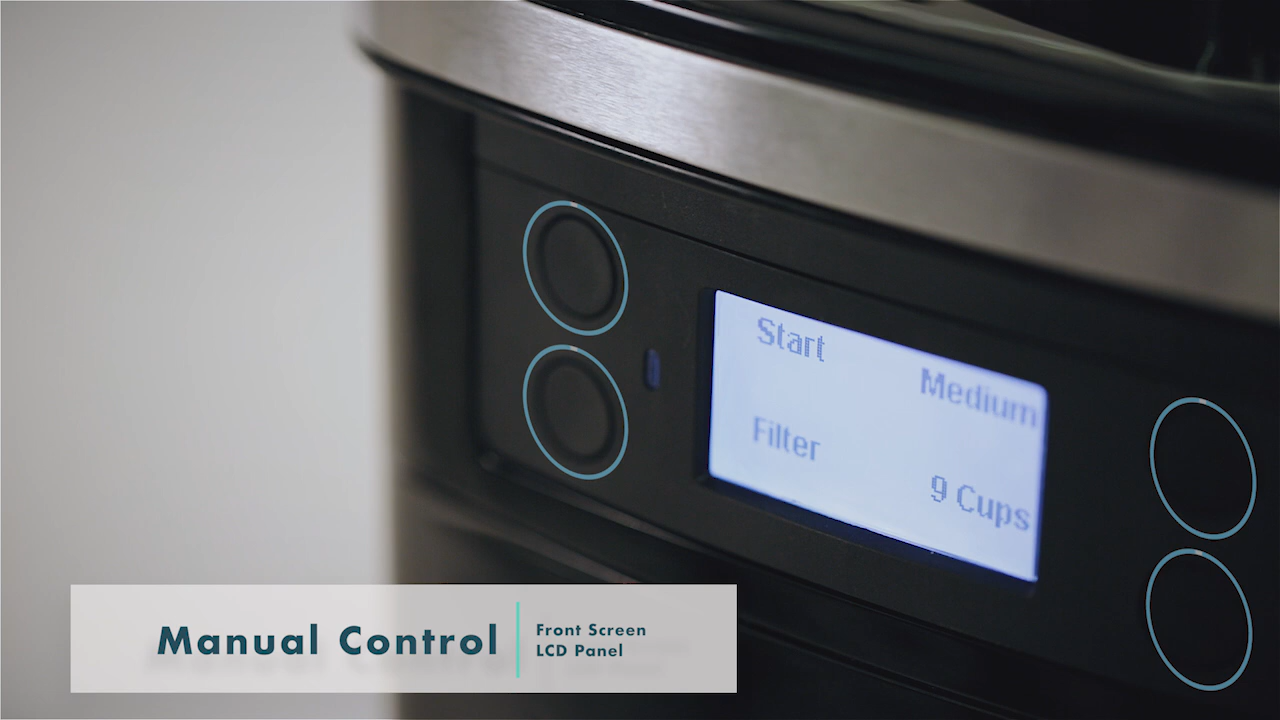 Start
Medium
Filter
9 Cups
Manual Control
Front Screen
LCD Panel